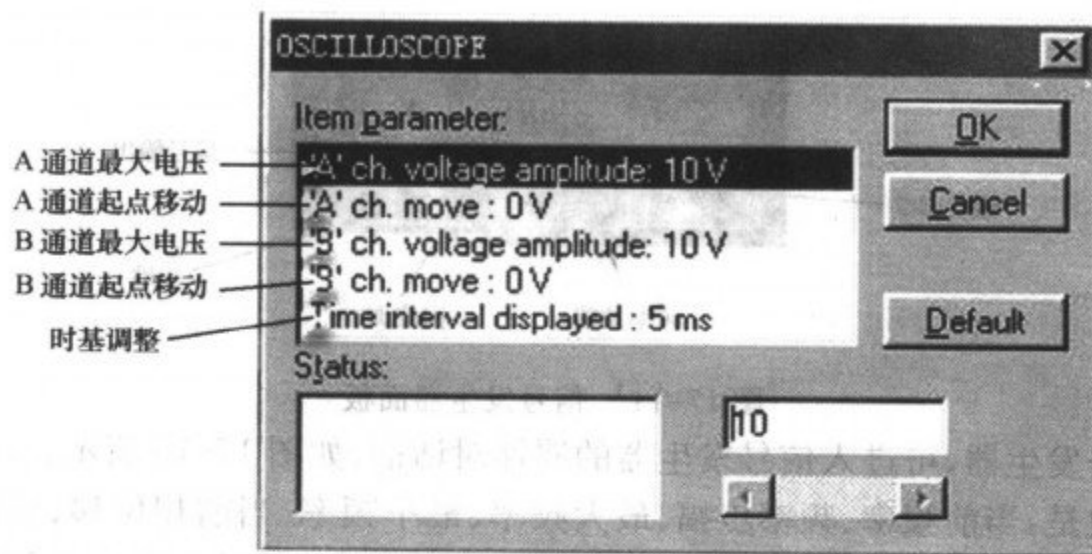 OSCILLOSCOPE
Item parameter:
A 通道最大电压
'A' ch. voltage amplitude: 10 V
A 通道起点移动
'A' ch. move : 0 V
B 通道最大电压
'B' ch. voltage amplitude: 10 V
B 通道起点移动
'B' ch. move : 0 V
时基调整
Time interval displayed : 5 ms
OK
Cancel
Default
Status:
10